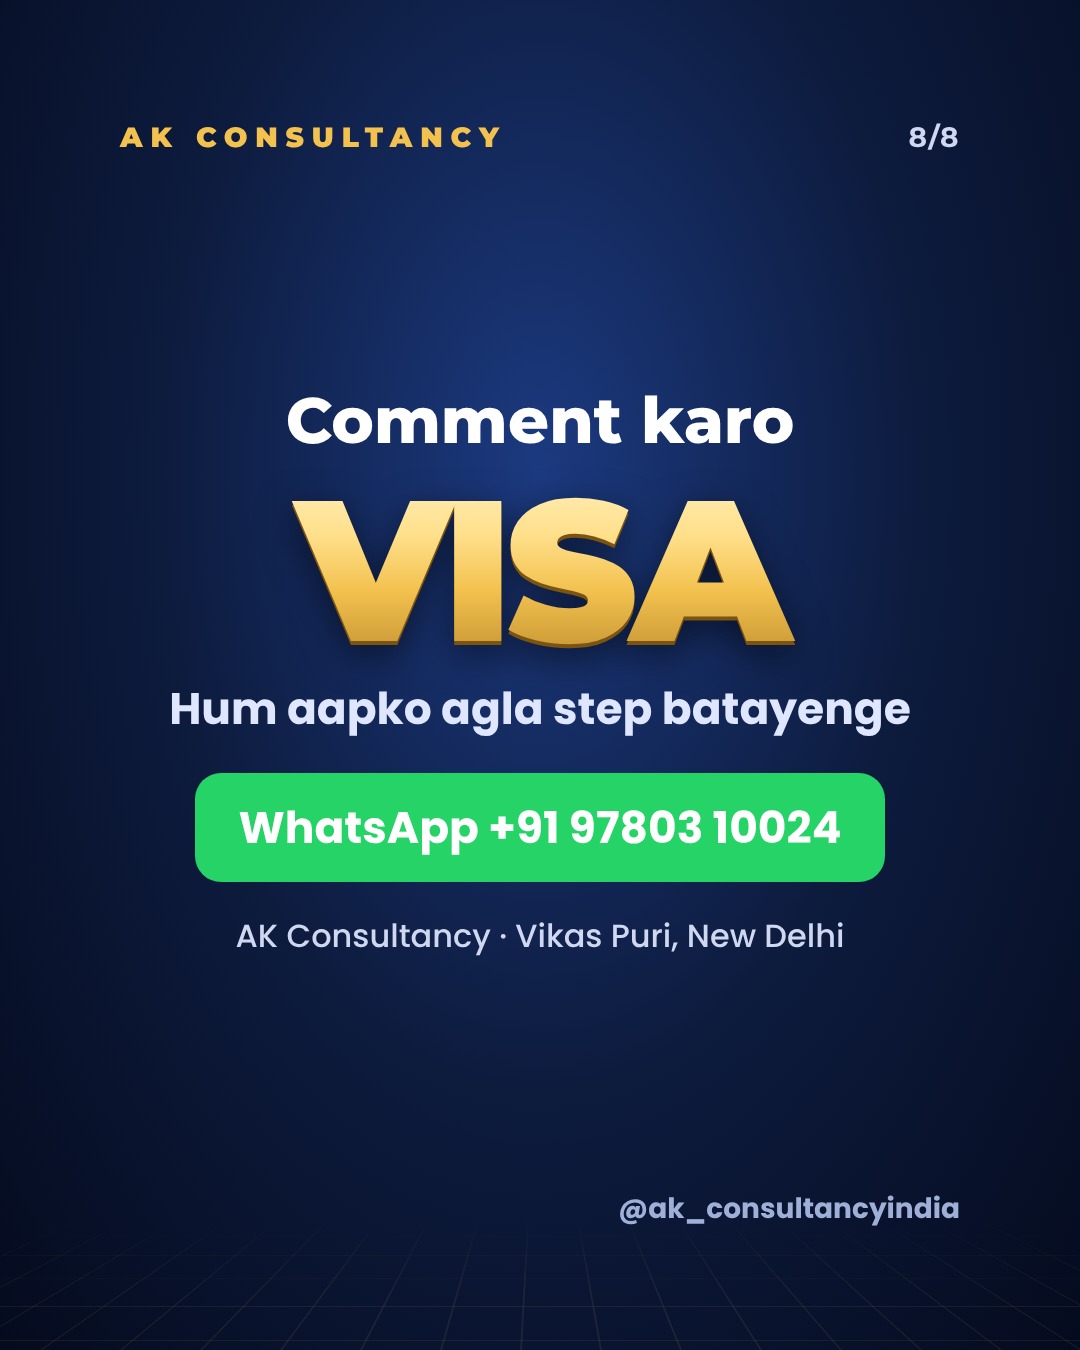 AK CONSULTANCY
8/8
Comment karo
VISA
Hum aapko agla step batayenge
WhatsApp +91 97803 10024
AK Consultancy · Vikas Puri, New Delhi
@ak_consultancyindia